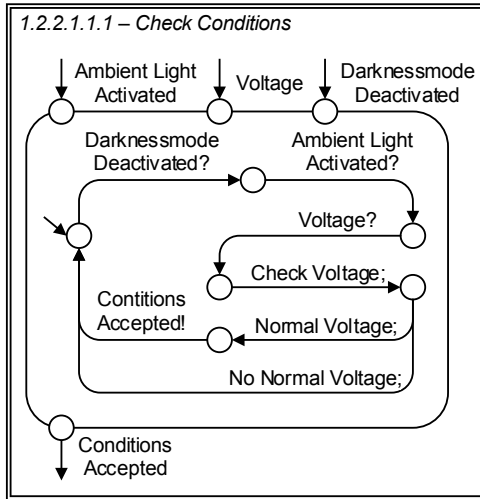 1.2.2.1.1.1 – Check Conditions
Ambient Light
Activated
Voltage
Darknessmode
Deactivated
Darknessmode
Deactivated?
Ambient Light
Activated?
Voltage?
Check Voltage;
Contitions
Accepted!
Normal Voltage;
No Normal Voltage;
Conditions
Accepted